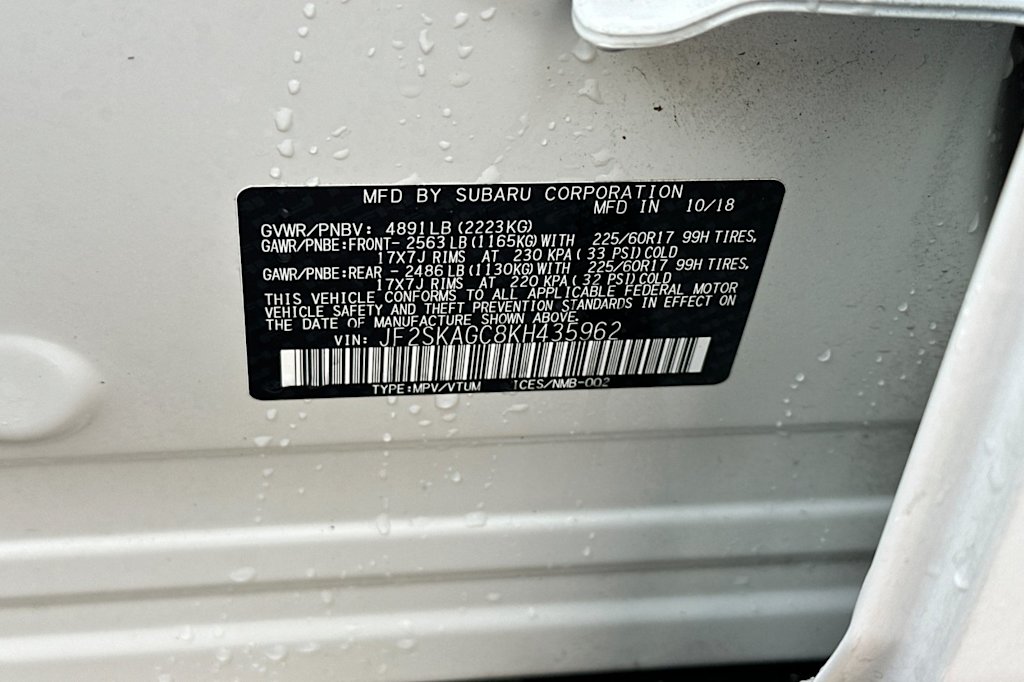 MFD BY SUBARU CORPORATION
MFD IN 10/18
GVWR/PNBV: 4891LB(2223KG)
GAWR/PNBE:FRONT- 2563LB(1165KG)WITH 225/60R17 99H TIRES,
17X7J RIMS AT 230 KPA( 33 PSI)COLD
GAWR/PNBE:REAR - 2486LB(1130KG)WITH 225/60R17 99H TIRES,
17X7J RIMS AT 220 KPA( 32 PSI)COLD
THIS VEHICLE CONFORMS TO ALL APPLICABLE FEDERAL MOTOR
VEHICLE SAFETY AND THEFT PREVENTION STANDARDS IN EFFECT ON
THE DATE OF MANUFACTURE SHOWN ABOVE.
VIN: JF2SKAGC8KH435962
TYPE:MPV/VTUM ICES/NMB-002